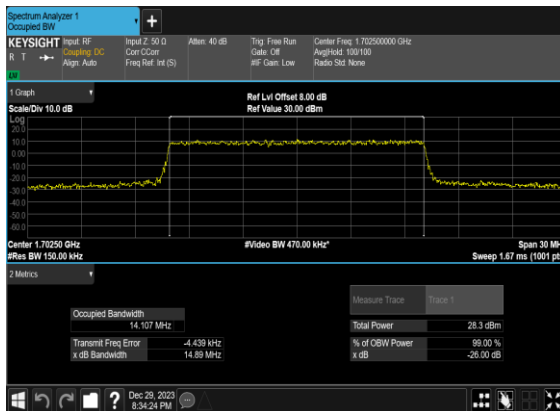 Spectrum Analyzer 1
Occupied BW
KEYSIGHT Input: RF Input Z: 50 Ω Atten: 40 dB Trig: Free Run Center Freq: 1.702500000 GHz
R T Coupling: DC Corr CCorr Gate: Off Avg|Hold: 100/100
Align: Auto Freq Ref: Int (S) #IF Gain: Low Radio Std: None
LU
1 Graph Ref Lvl Offset 8.00 dB
Scale/Div 10.0 dB Ref Value 30.00 dBm
Log
20.0
10.0
0.00
-10.0
-20.0
-30.0
-40.0
-50.0
-60.0
Center 1.70250 GHz #Video BW 470.00 kHz* Span 30 MH
#Res BW 150.00 kHz Sweep 1.67 ms (1001 pt
2 Metrics
Measure Trace Trace 1
Occupied Bandwidth
14.107 MHz Total Power 28.3 dBm
Transmit Freq Error -4.439 kHz % of OBW Power 99.00 %
x dB Bandwidth 14.89 MHz x dB -26.00 dB
Dec 29, 2023
8:34:24 PM